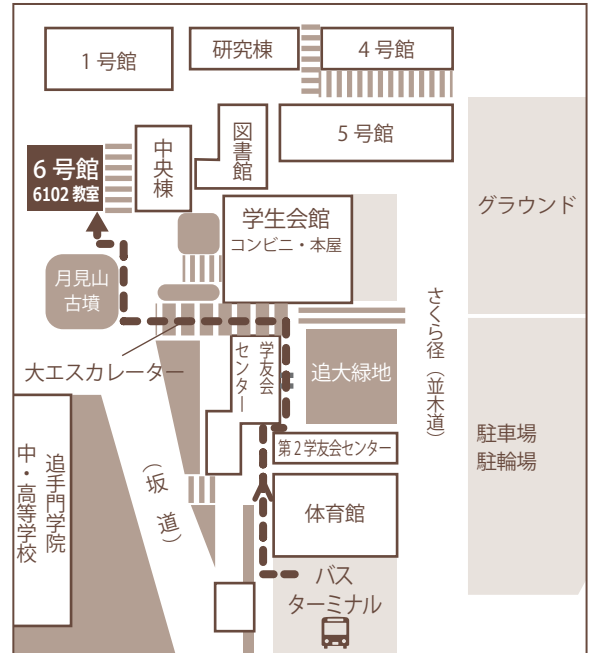 1号館
研究棟
4号館
5号館
図書館
中央棟
6号館
6102 教室
学生会館
コンビニ・本屋
グラウンド
月見山
古墳
さくら径（並木道）
大エスカレーター
学友会
センター
追大緑地
第2学友会センター
駐車場
駐輪場
追手門学院
中・高等学校
（坂道）
体育館
バス
ターミナル